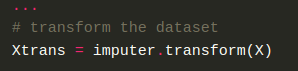 ...
# transform the dataset
Xtrans = imputer.transform(X)